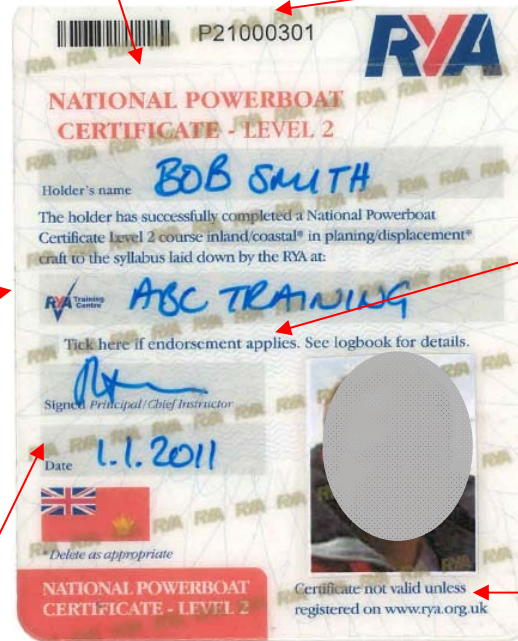 P21000301
RYA
NATIONAL POWERBOAT
CERTIFICATE - LEVEL 2
Holder's name BOB SMITH
The holder has successfully completed a National Powerboat
Certificate Level 2 course inland/coastal* in planing/displacement*
craft to the syllabus laid down by the RYA at:
RYA Training Centre ABC TRAINING
Tick here if endorsement applies. See logbook for details.
Signed Principal/Chief Instructor
Date 1.1.2011
*Delete as appropriate
NATIONAL POWERBOAT
CERTIFICATE - LEVEL 2
Certificate not valid unless
registered on www.rya.org.uk